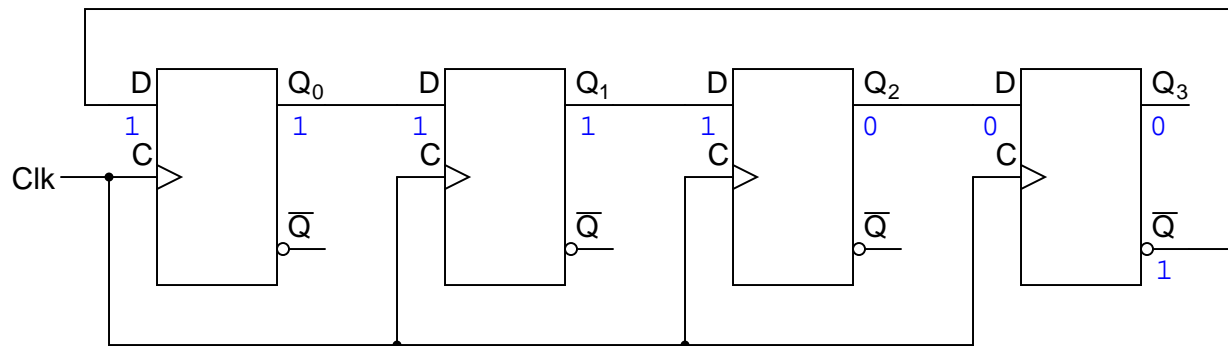 D Q₀ D Q₁ D Q₂ D Q₃
1 1 1 1 1 0 0 0
C C C C
Clk
Q̅ Q̅ Q̅ Q̅
1